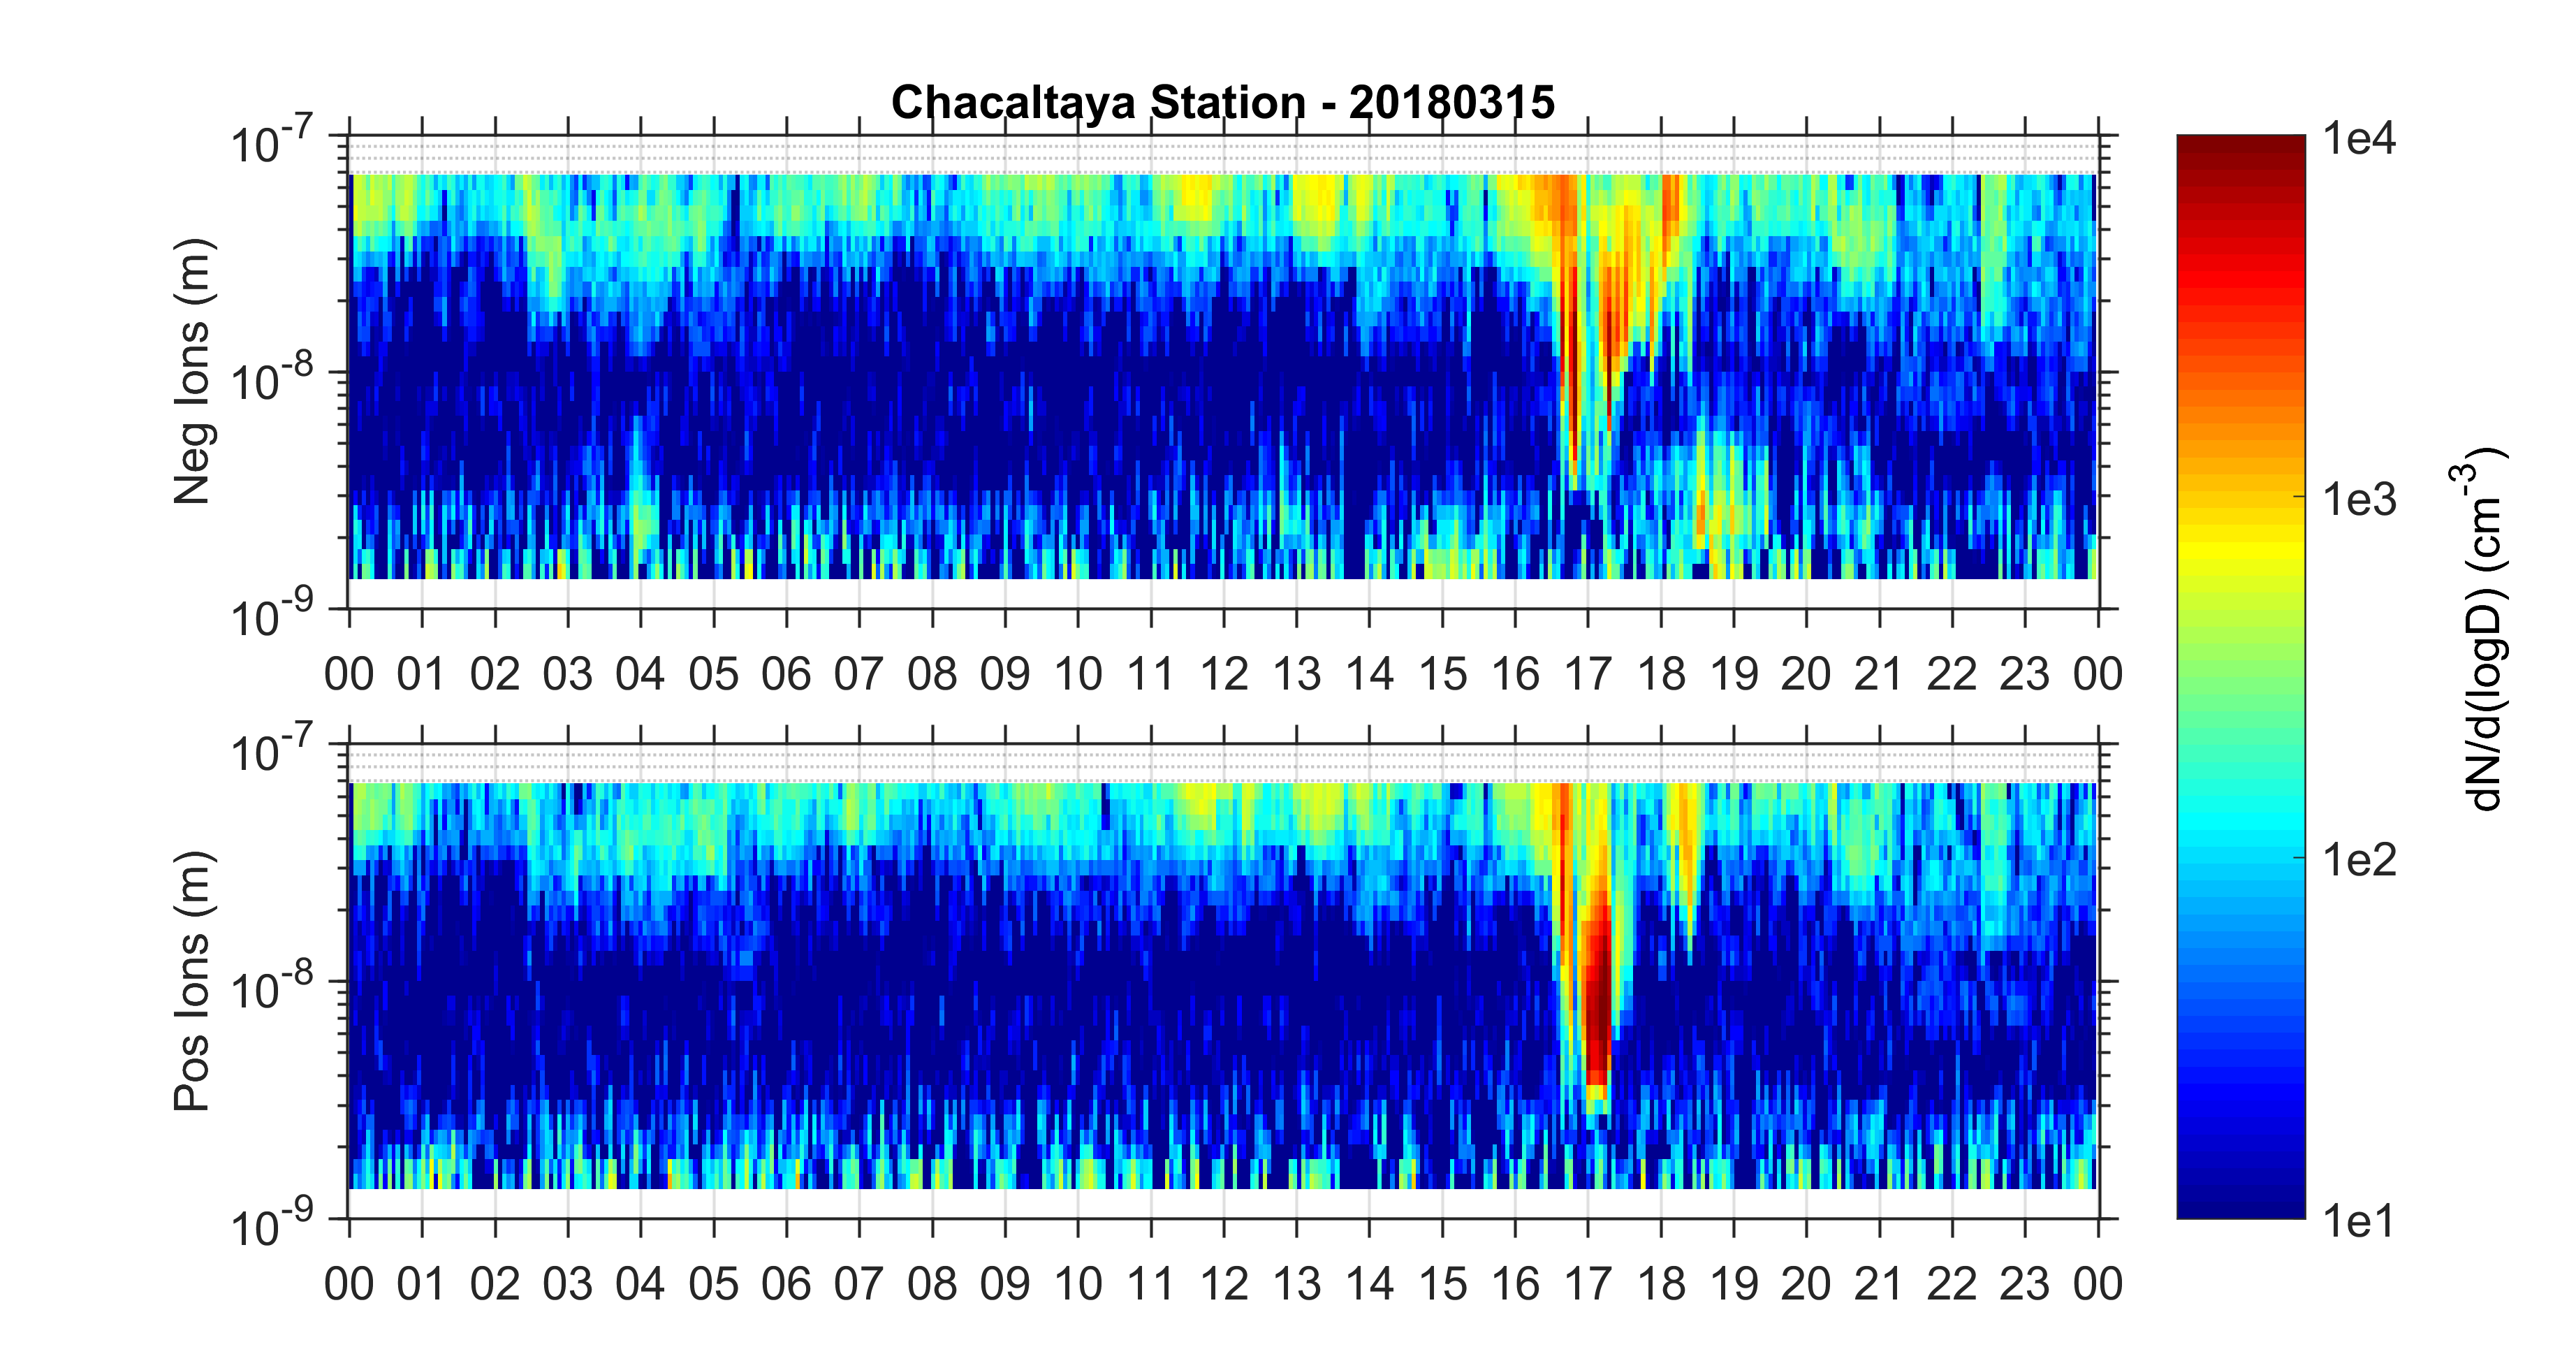 Chacaltaya Station - 20180315
10-7
10-8
10-9
Neg Ions (m)
00 01 02 03 04 05 06 07 08 09 10 11 12 13 14 15 16 17 18 19 20 21 22 23 00
10-7
10-8
10-9
Pos Ions (m)
00 01 02 03 04 05 06 07 08 09 10 11 12 13 14 15 16 17 18 19 20 21 22 23 00
1e4
1e3
1e2
1e1
dN/d(logD) (cm-3)